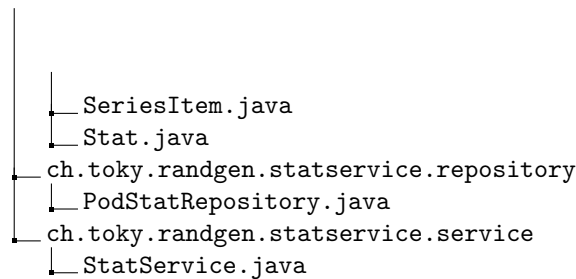 SeriesItem.java
Stat.java
ch.toky.randgen.statservice.repository
PodStatRepository.java
ch.toky.randgen.statservice.service
StatService.java